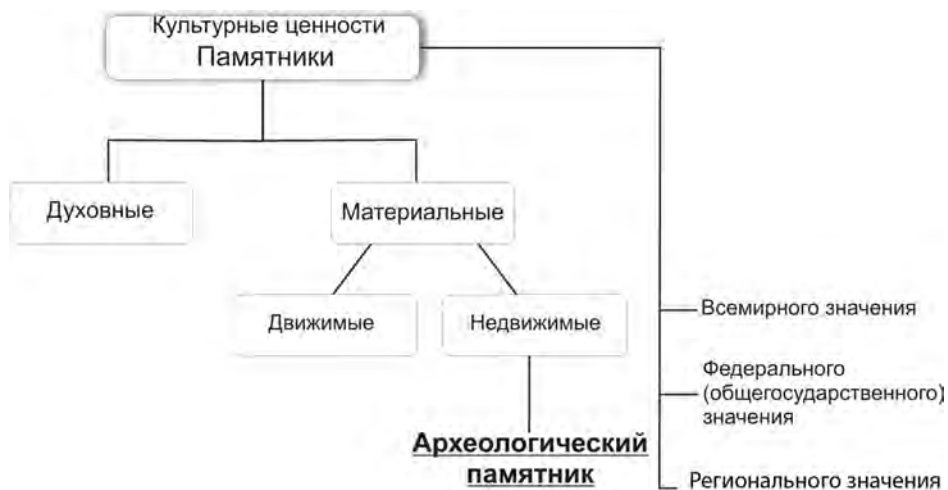 Культурные ценности
Памятники
Духовные
Материальные
Движимые
Недвижимые
Археологический
памятник
Всемирного значения
Федерального
(общегосударственного)
значения
Регионального значения